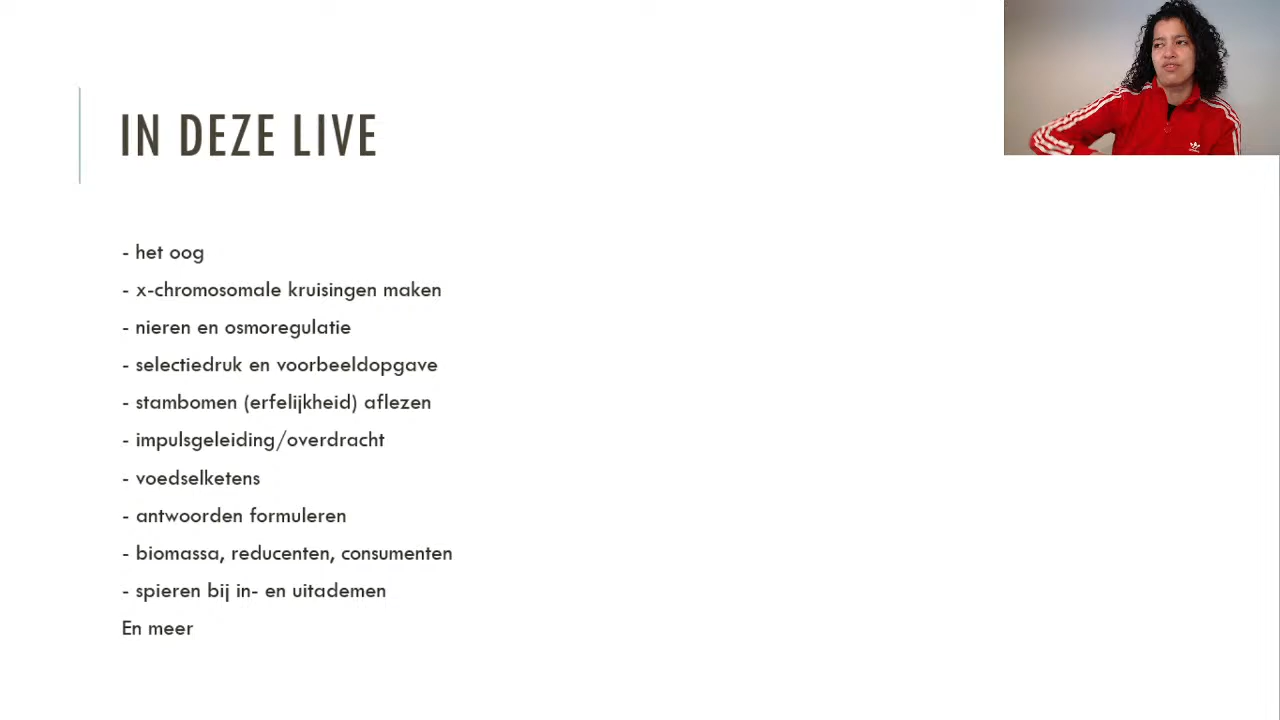 IN DEZE LIVE
- het oog
- x-chromosomale kruisingen maken
- nieren en osmoregulatie
- selectiedruk en voorbeeldopgave
- stambomen (erfelijkheid) aflezen
- impulsgeleiding/overdracht
- voedselketens
- antwoorden formuleren
- biomassa, reducenten, consumenten
- spieren bij in- en uitademen
En meer